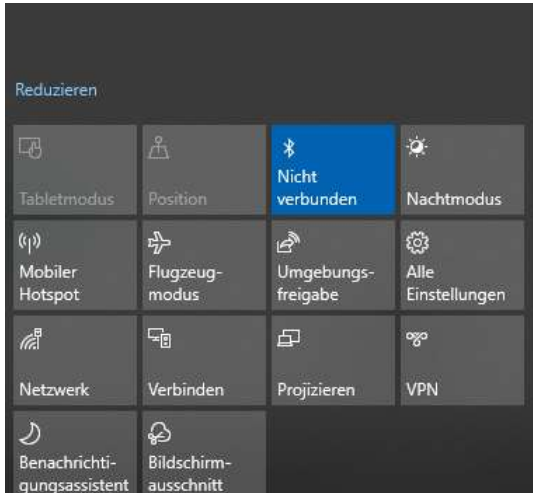 Reduzieren
Tabletmodus
Position
Nicht
verbunden
Nachtmodus
Mobiler
Hotspot
Flugzeug-
modus
Umgebungs-
freigabe
Alle
Einstellungen
Netzwerk
Verbinden
Projizieren
VPN
Benachrichti-
gungsassistent
Bildschirm-
ausschnitt